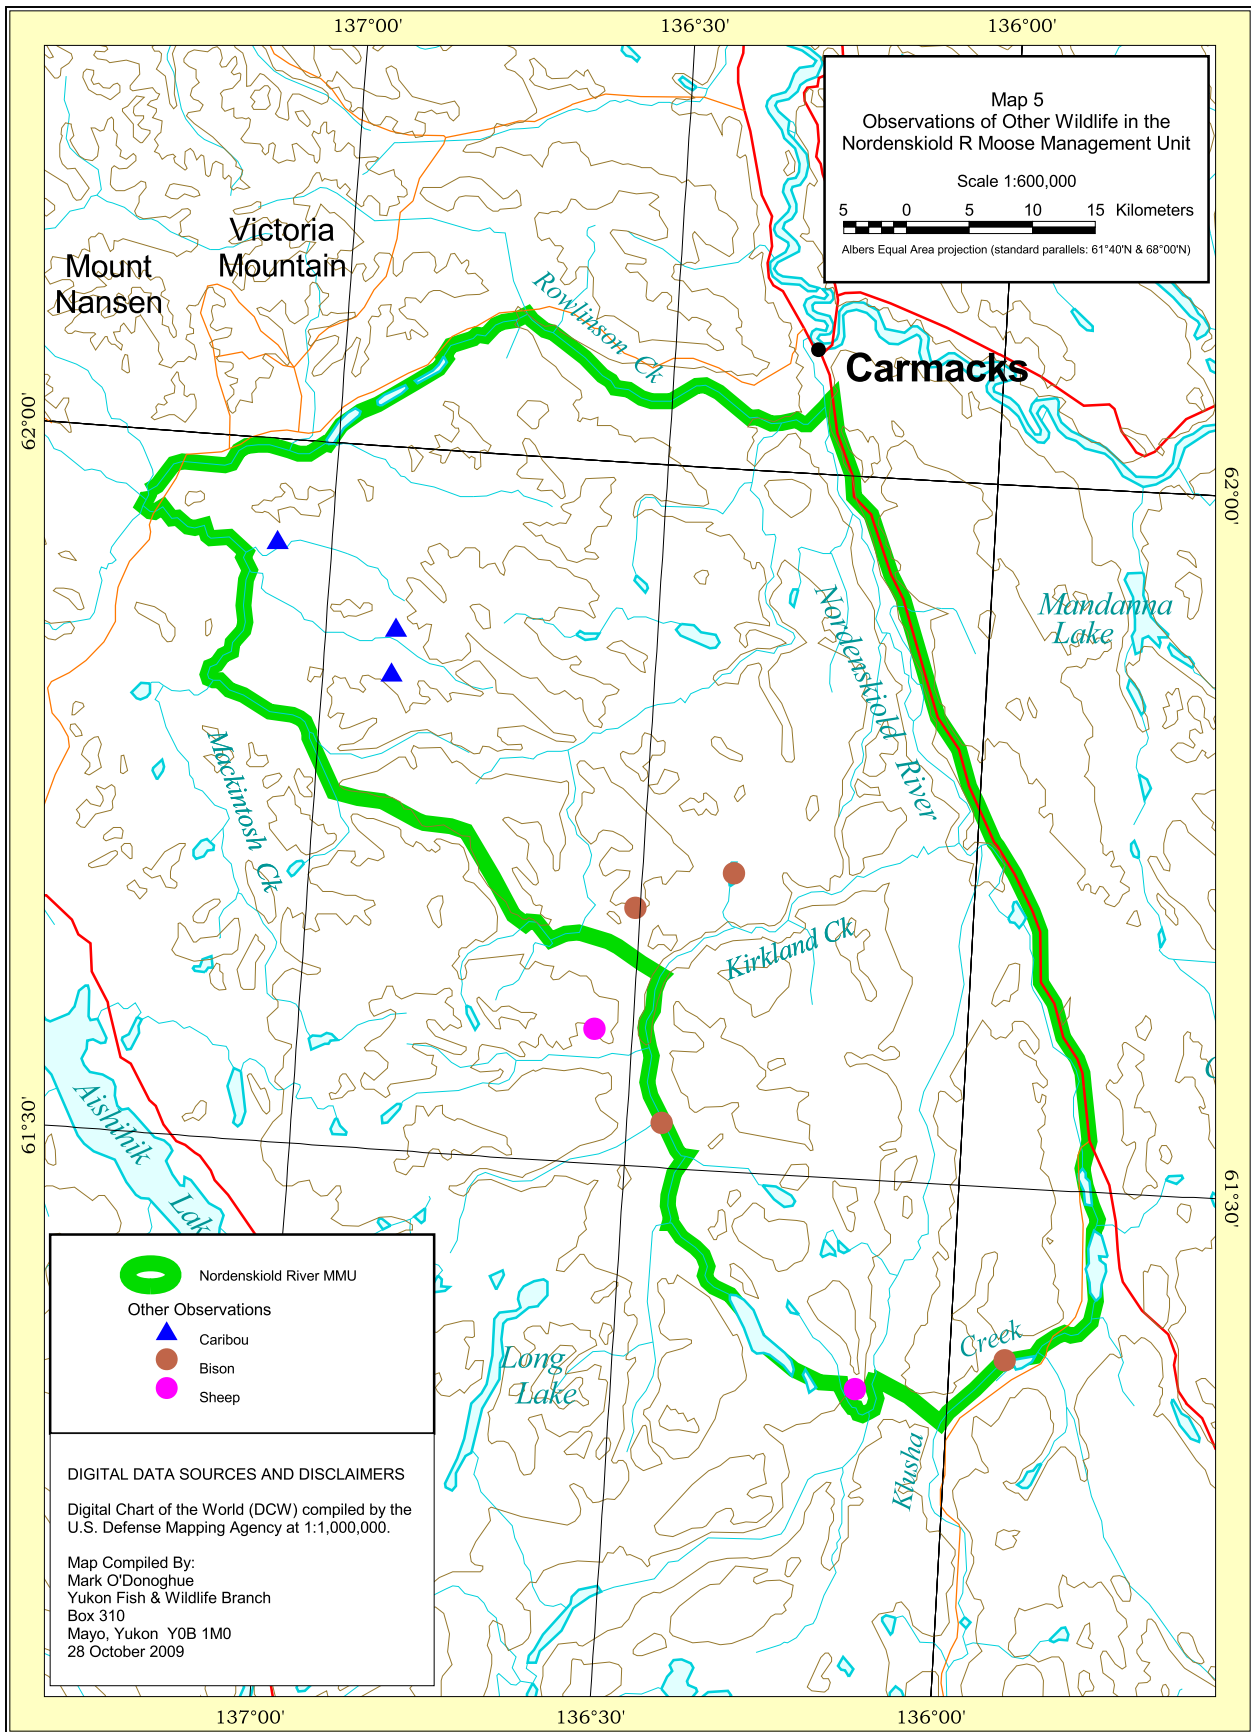 137°00'
136°30'
136°00'
Map 5
Observations of Other Wildlife in the
Nordenskiold R Moose Management Unit
Scale 1:600,000
5 0 5 10 15 Kilometers
Albers Equal Area projection (standard parallels: 61°40'N & 68°00'N)
Victoria
Mountain
Mount
Nansen
Rowlinson Ck
Carmacks
62°00'
62°00'
Mandanna
Lake
Nordenskiold River
Mackintosh Ck
Kirkland Ck
Aishihik
Lak
61°30'
61°30'
Nordenskiold River MMU
Other Observations
Caribou
Bison
Sheep
Long
Lake
Klusha
Creek
DIGITAL DATA SOURCES AND DISCLAIMERS
Digital Chart of the World (DCW) compiled by the
U.S. Defense Mapping Agency at 1:1,000,000.
Map Compiled By:
Mark O'Donoghue
Yukon Fish & Wildlife Branch
Box 310
Mayo, Yukon Y0B 1M0
28 October 2009
137°00'
136°30'
136°00'